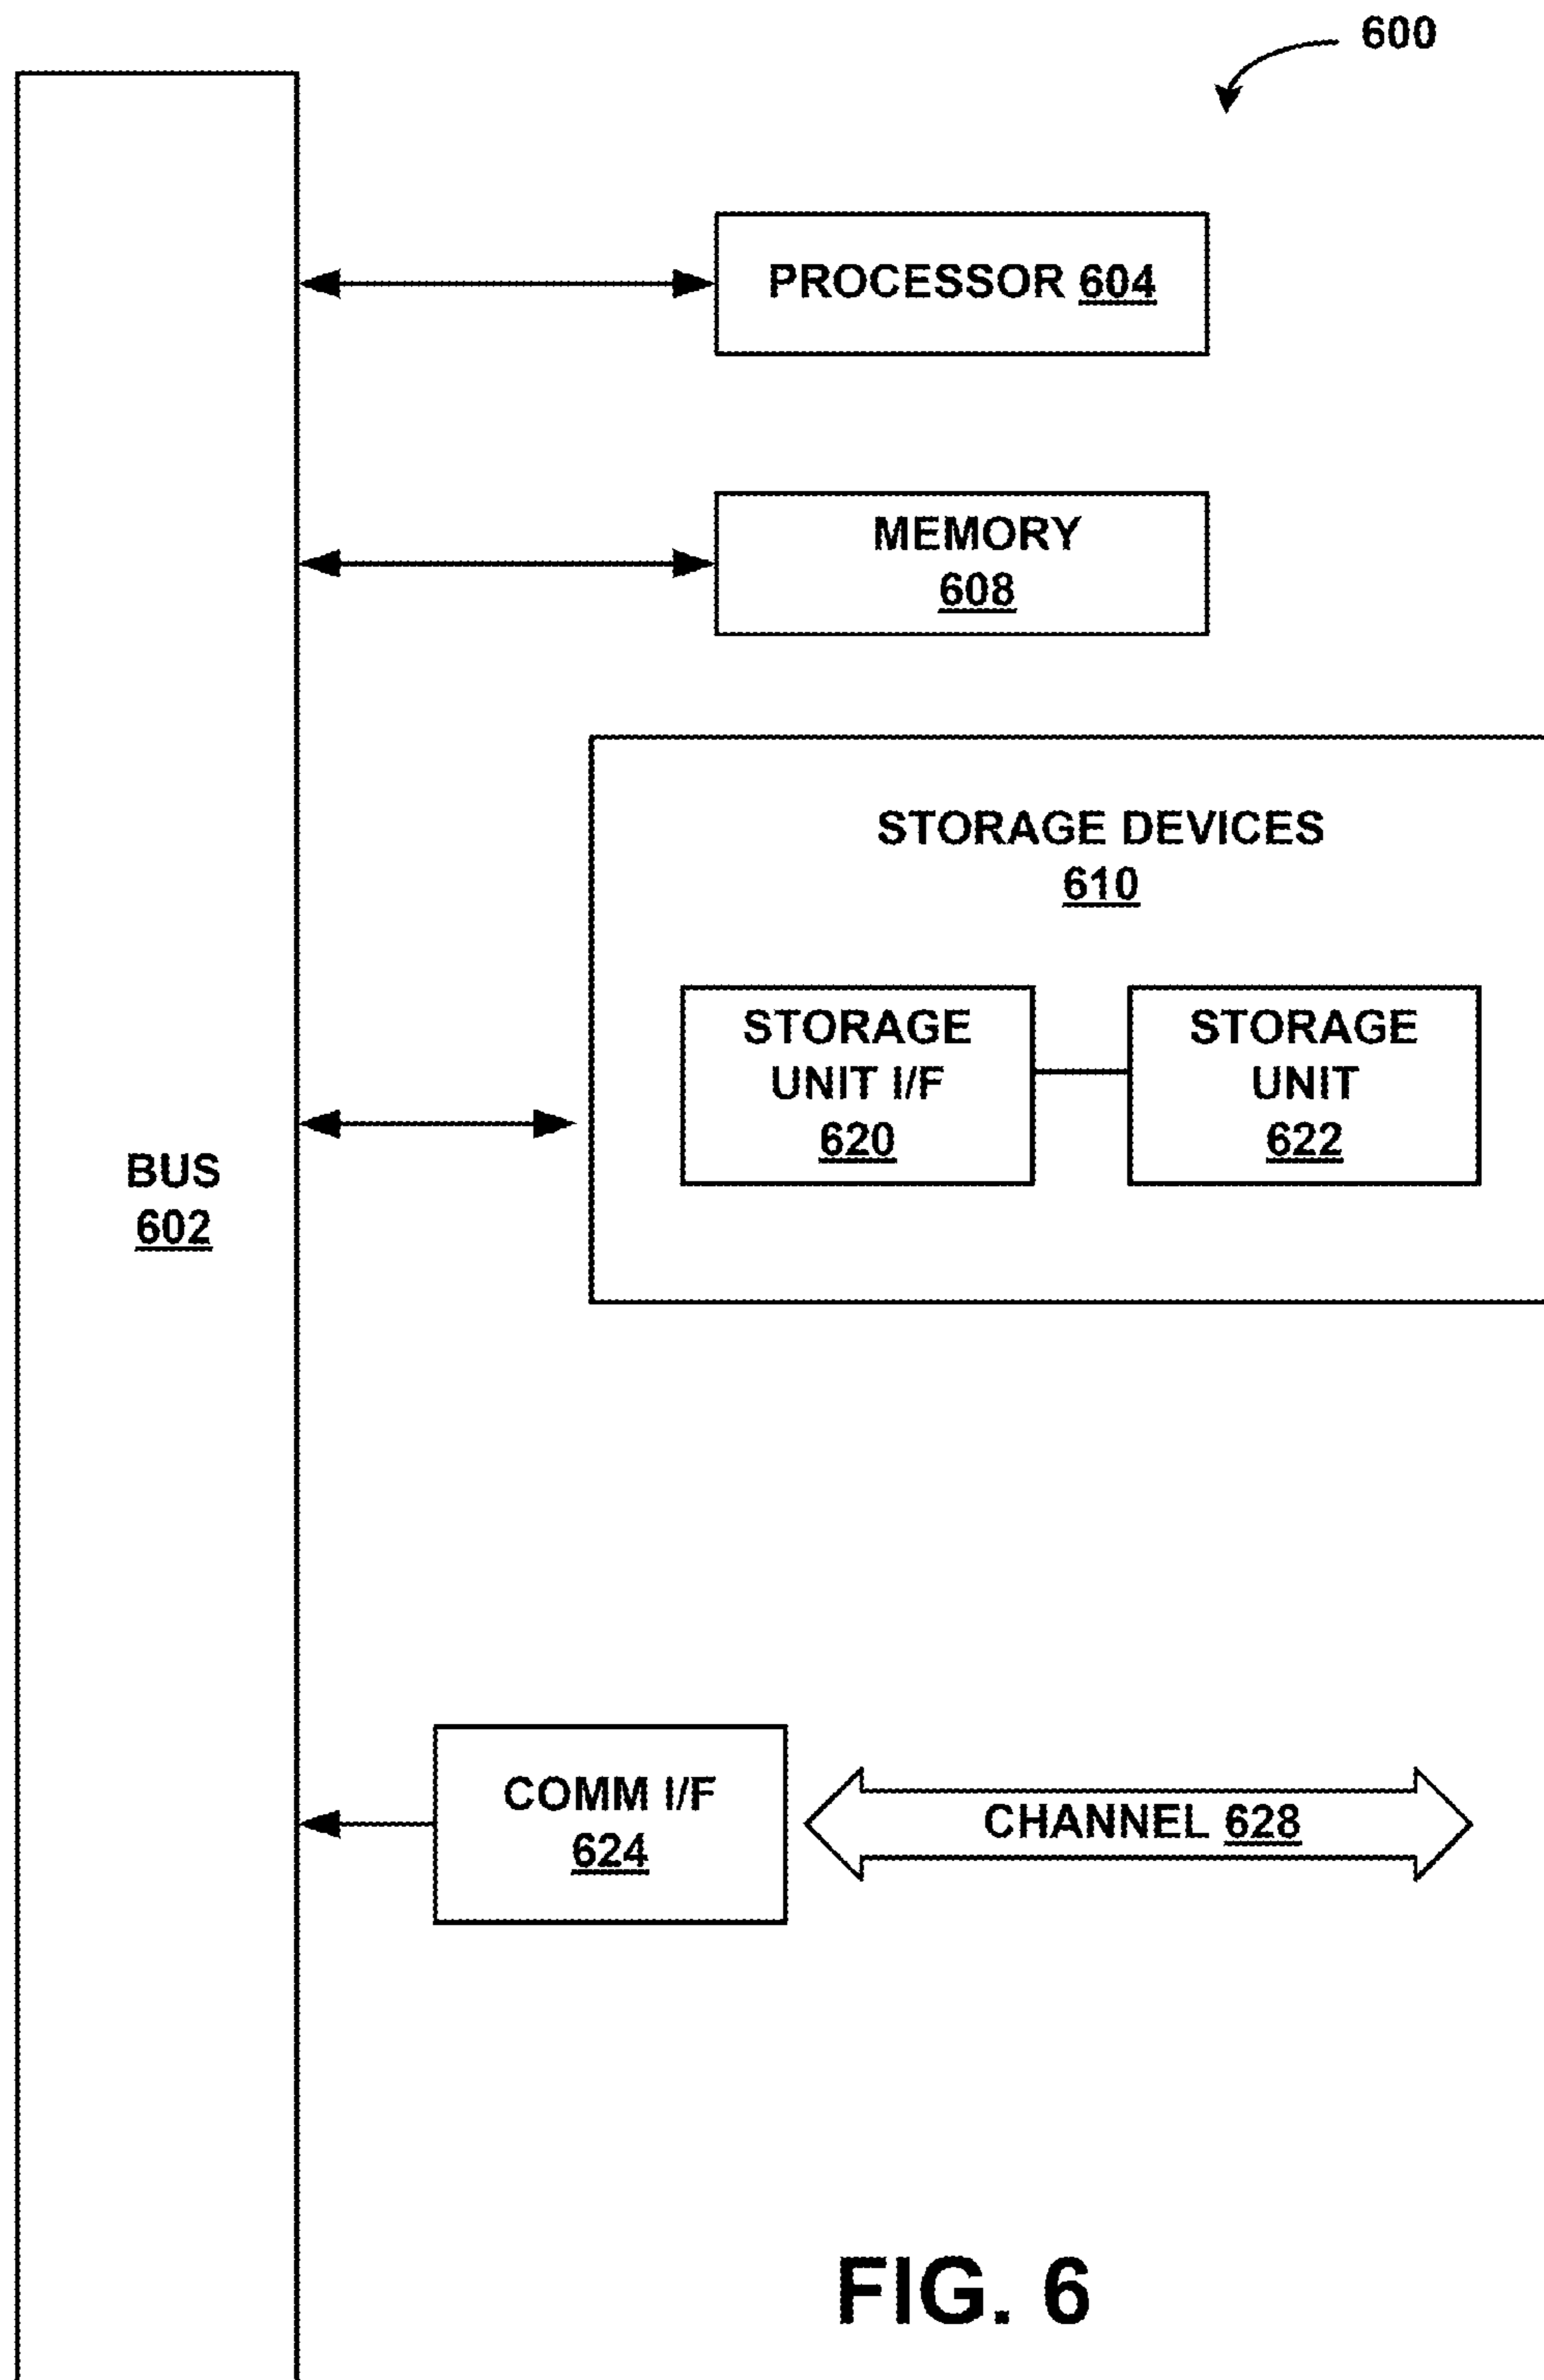 600
PROCESSOR 604
MEMORY
608
STORAGE DEVICES
610
STORAGE
UNIT I/F
620
STORAGE
UNIT
622
BUS
602
COMM I/F
624
CHANNEL 628
FIG. 6